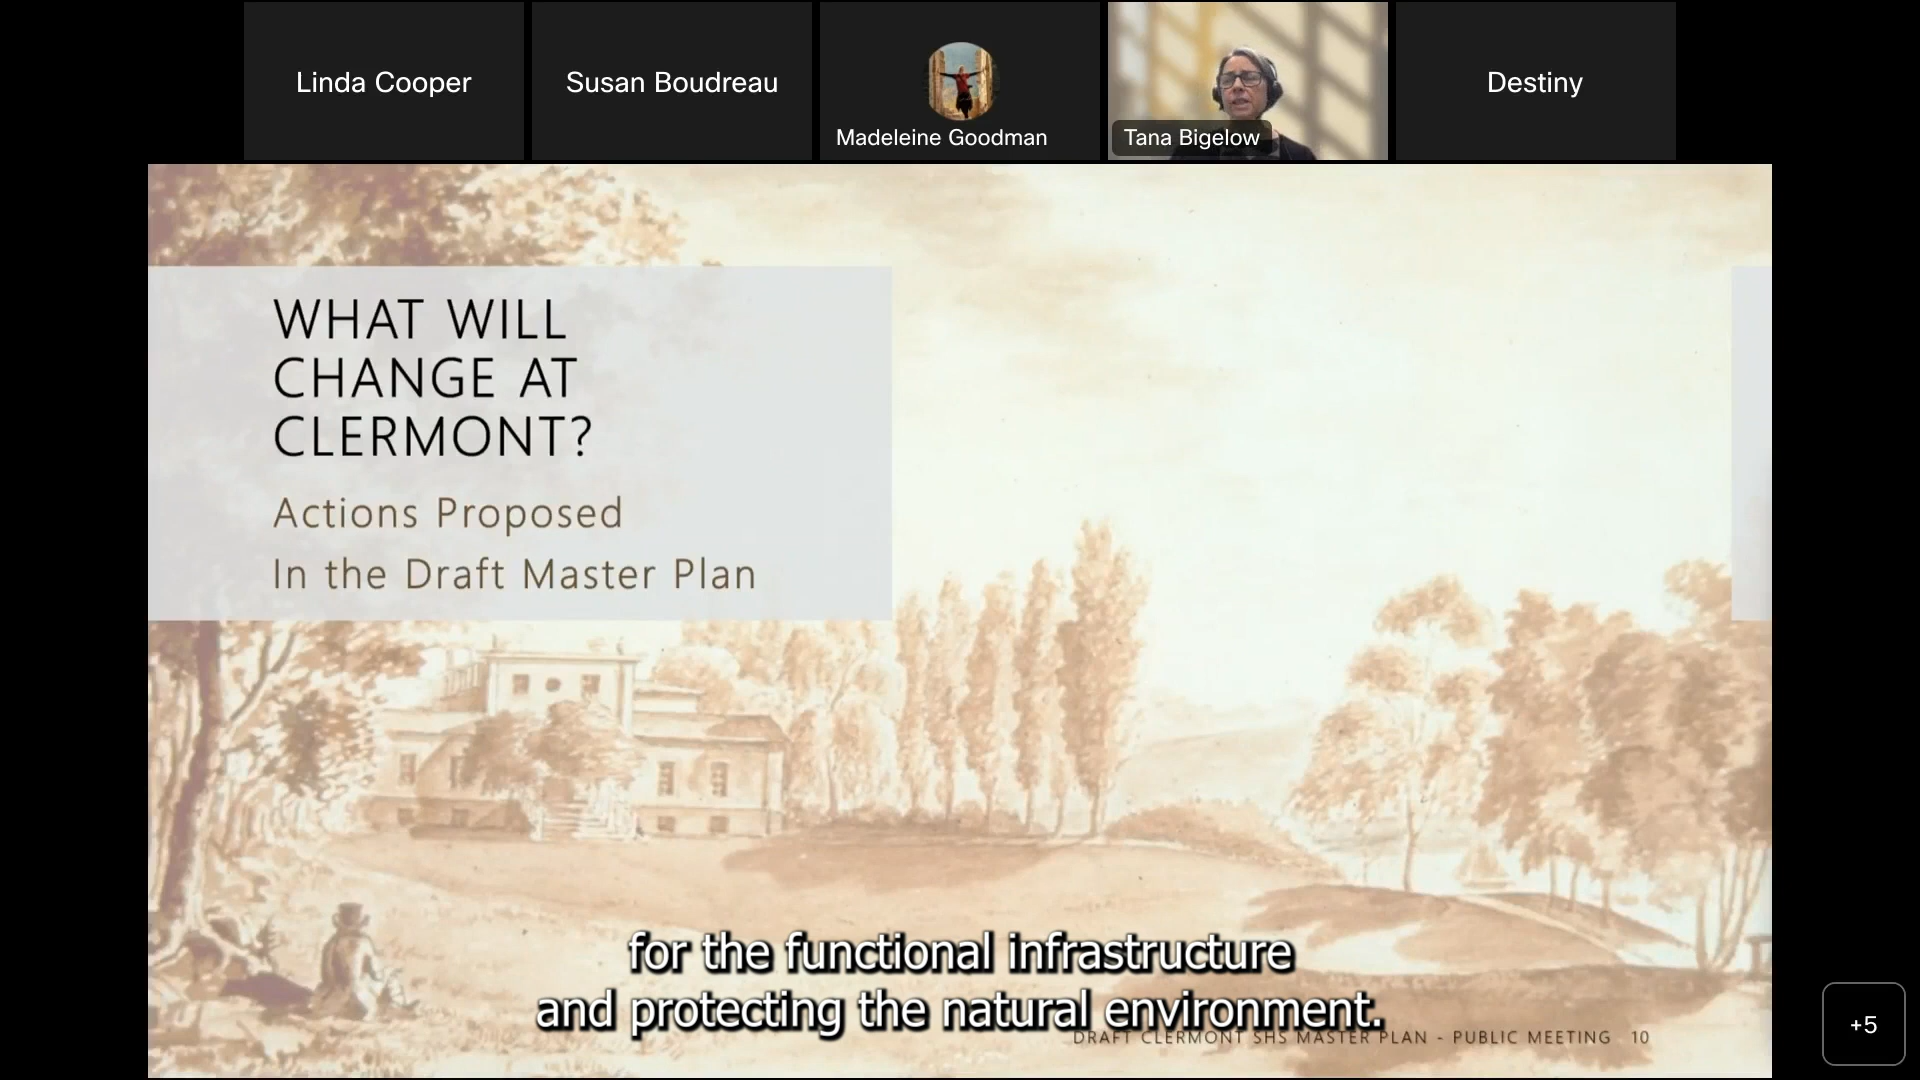 Linda Cooper
Susan Boudreau
Madeleine Goodman
Tana Bigelow
Destiny
WHAT WILL
CHANGE AT
CLERMONT?
Actions Proposed
In the Draft Master Plan
for the functional infrastructure
and protecting the natural environment.
DRAFT CLERMONT SHS MASTER PLAN - PUBLIC MEETING 10
+5